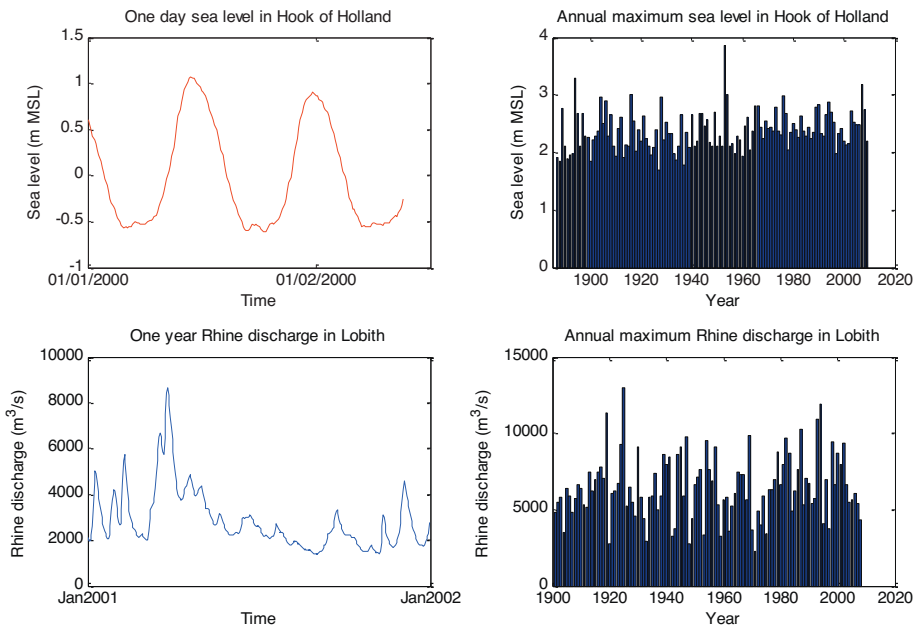 One day sea level in Hook of Holland
Sea level (m MSL)
1.5
1
0.5
0
-0.5
-1
01/01/2000
01/02/2000
Time
Annual maximum sea level in Hook of Holland
Sea level (m MSL)
4
3
2
1
0
1900
1920
1940
1960
1980
2000
2020
Year
One year Rhine discharge in Lobith
Rhine discharge (m³/s)
10000
8000
6000
4000
2000
0
Jan2001
Jan2002
Time
Annual maximum Rhine discharge in Lobith
Rhine discharge (m³/s)
15000
10000
5000
0
1900
1920
1940
1960
1980
2000
2020
Year